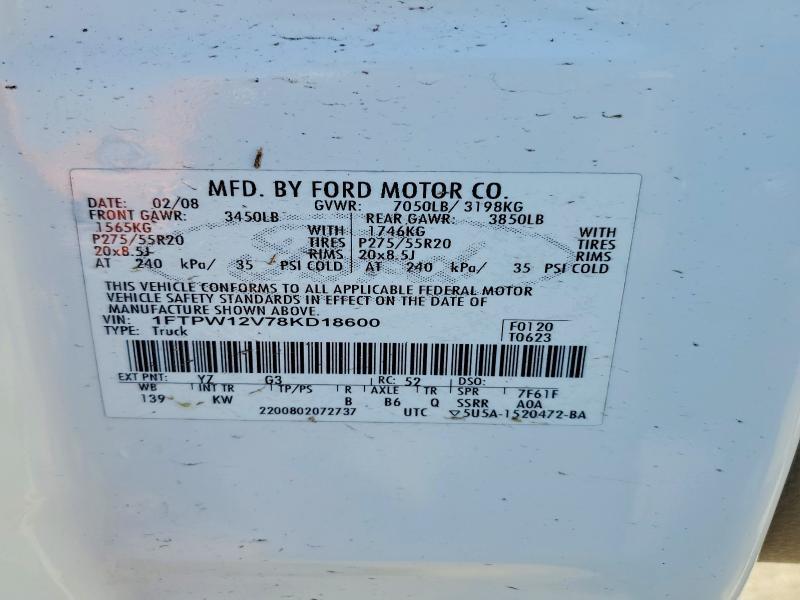 MFD. BY FORD MOTOR CO.
DATE: 02/08 GVWR: 7050LB/ 3198KG
FRONT GAWR: 3450LB REAR GAWR: 3850LB
1565KG WITH 1746KG WITH
P275/55R20 TIRES P275/55R20 TIRES
20x8.5J RIMS 20x8.5J RIMS
AT 240 kPa/ 35 PSI COLD AT 240 kPa/ 35 PSI COLD
THIS VEHICLE CONFORMS TO ALL APPLICABLE FEDERAL MOTOR
VEHICLE SAFETY STANDARDS IN EFFECT ON THE DATE OF
MANUFACTURE SHOWN ABOVE.
VIN: 1FTPW12V78KD18600 F0120
TYPE: Truck T0623
EXT PNT: YZ G3 RC: 52 DSO:
WB INT TR TP/PS R AXLE TR SPR 7F61F
139 KW B B6 Q SSRR A0A
2200802072737 UTC 5U5A-1520472-BA